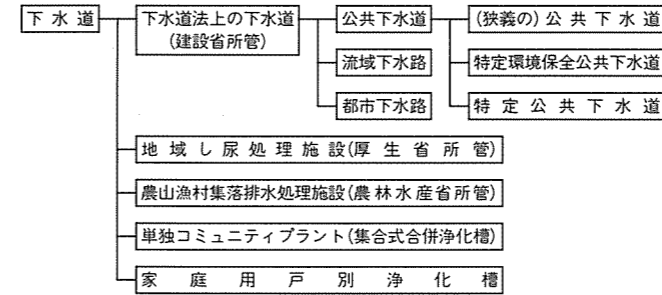 下水道
下水道法上の下水道
(建設省所管)
公共下水道
(狭義の)公共下水道
流域下水路
特定環境保全公共下水道
都市下水路
特定公共下水道
地域し尿処理施設(厚生省所管)
農山漁村集落排水処理施設(農林水産省所管)
単独コミュニティプラント(集合式合併浄化槽)
家庭用戸別浄化槽